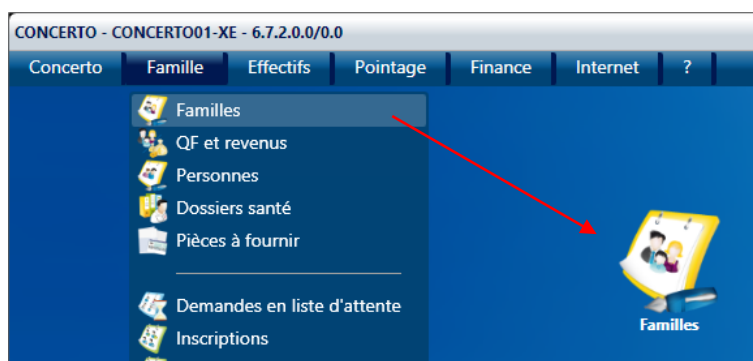 CONCERTO - CONCERTO01-XE - 6.7.2.0.0/0.0
Concerto Famille Effectifs Pointage Finance Internet ?
Familles
QF et revenus
Personnes
Dossiers santé
Pièces à fournir
Demandes en liste d'attente
Inscriptions
Familles